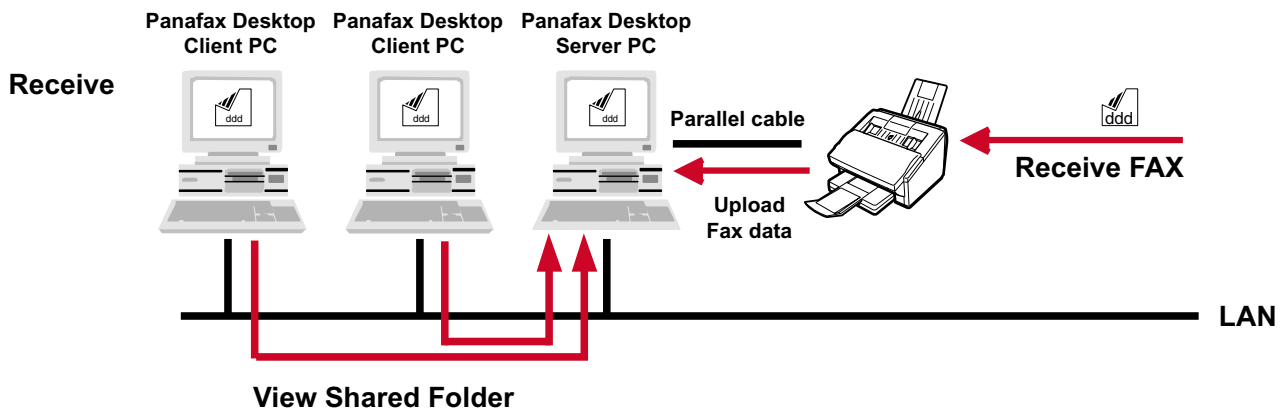 Panafax Desktop
Client PC
Panafax Desktop
Client PC
Panafax Desktop
Server PC
Receive
ddd
ddd
ddd
Parallel cable
ddd
Receive FAX
Upload
Fax data
LAN
View Shared Folder